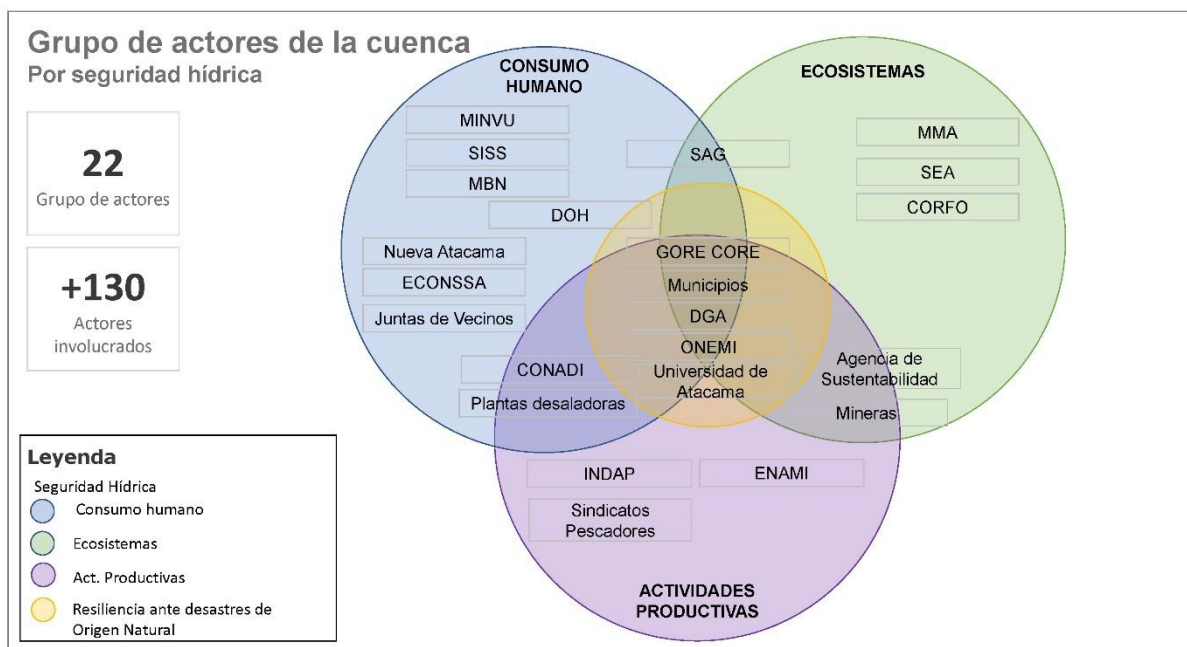 Grupo de actores de la cuenca
Por seguridad hídrica
22
Grupo de actores
+130
Actores
involucrados
CONSUMO
HUMANO
ECOSISTEMAS
MINVU
SISS
MBN
DOH
SAG
MMA
SEA
CORFO
Nueva Atacama
ECONSSA
Juntas de Vecinos
GORE CORE
Municipios
DGA
ONEMI
Universidad de
Atacama
CONADI
Plantas desaladoras
Agencia de
Sustentabilidad
Mineras
INDAP
ENAMI
Sindicatos
Pescadores
ACTIVIDADES
PRODUCTIVAS
Leyenda
Seguridad Hídrica
Consumo humano
Ecosistemas
Act. Productivas
Resiliencia ante desastres de
Origen Natural